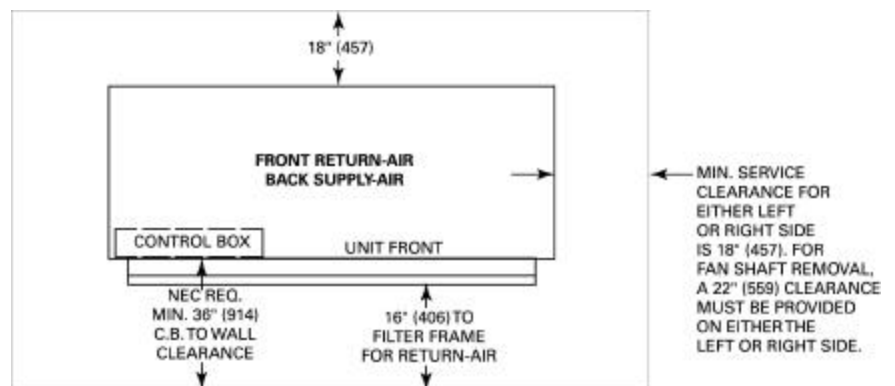 18" (457)
FRONT RETURN-AIR
BACK SUPPLY-AIR
MIN. SERVICE
CLEARANCE FOR
EITHER LEFT
OR RIGHT SIDE
IS 18" (457). FOR
FAN SHAFT REMOVAL,
A 22" (559) CLEARANCE
MUST BE PROVIDED
ON EITHER THE
LEFT OR RIGHT SIDE.
CONTROL BOX
UNIT FRONT
NEC REQ.
MIN. 36" (914)
C.B. TO WALL
CLEARANCE
16" (406) TO
FILTER FRAME
FOR RETURN-AIR